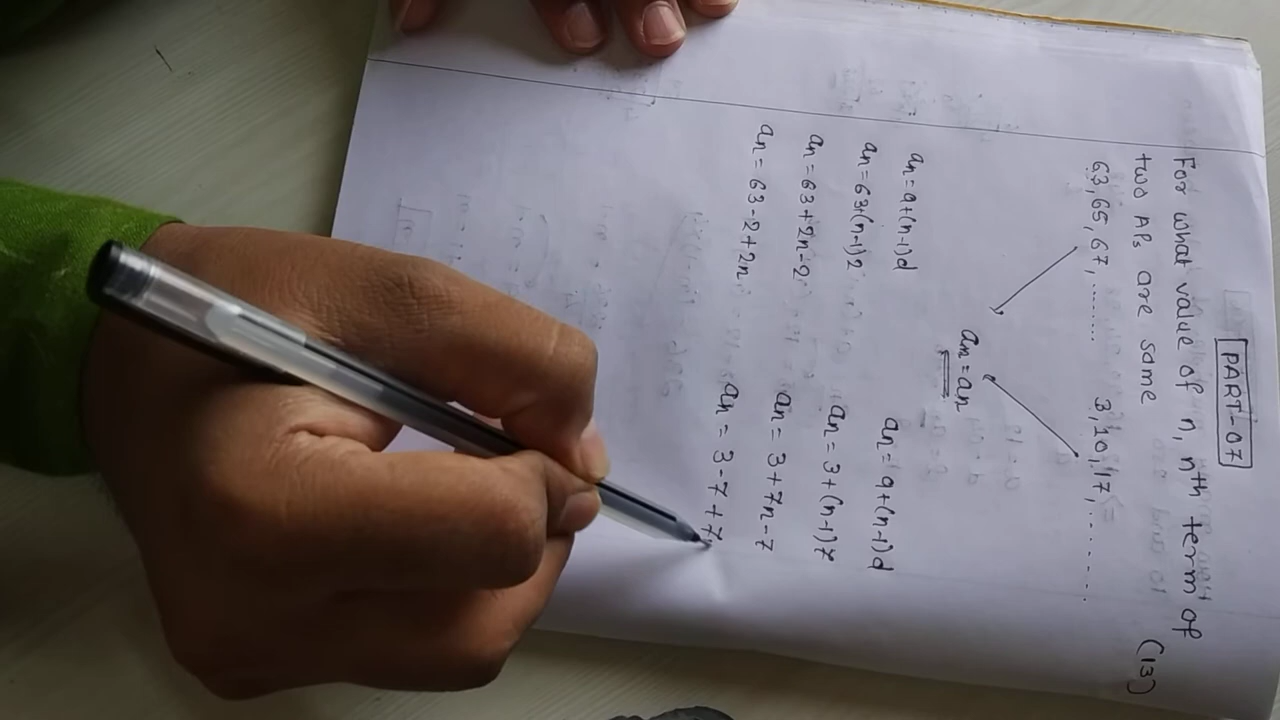 PART-07
For what value of n, nth term of
two APs are same (13)
63, 65, 67, ....... 3, 10, 17, .......
an = an
an = a+(n-1)d
an = 63+(n-1)2
an = 63+2n-2
an = 63-2+2n
an = a+(n-1)d
an = 3+(n-1)7
an = 3+7n-7
an = 3-7+7